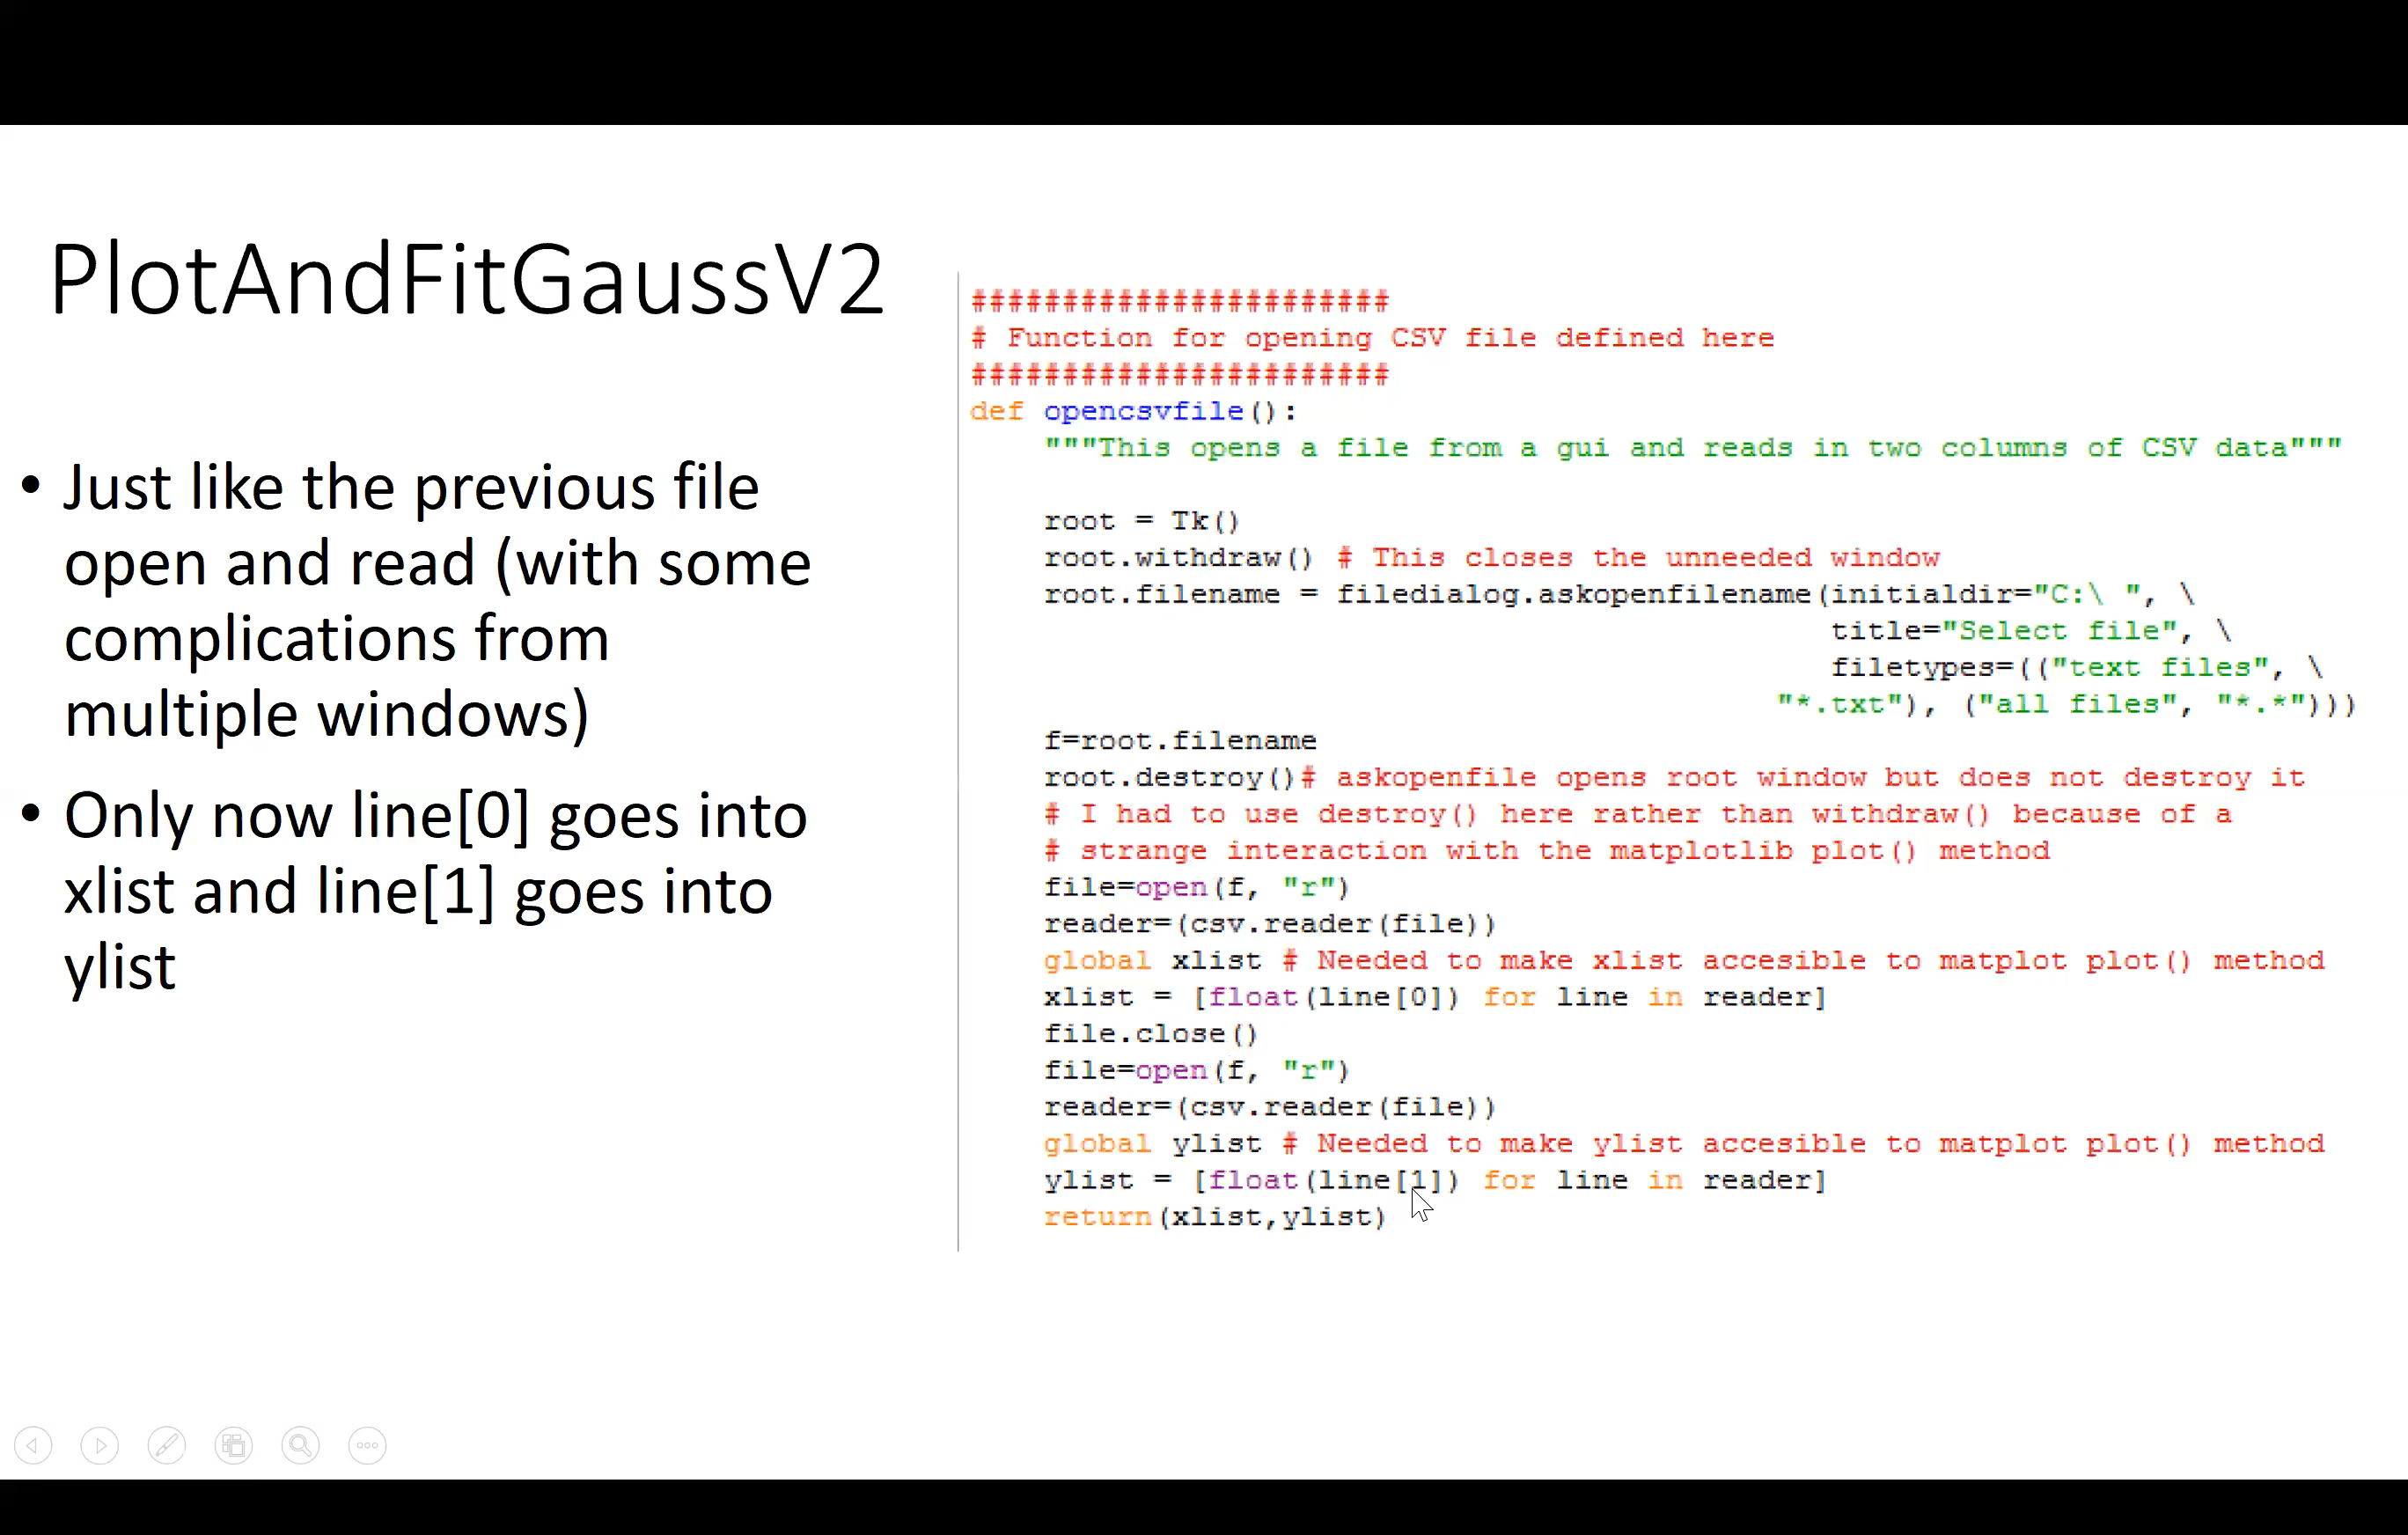 PlotAndFitGaussV2
• Just like the previous file
open and read (with some
complications from
multiple windows)
• Only now line[0] goes into
xlist and line[1] goes into
ylist
#######################
# Function for opening CSV file defined here
#######################
def opencsvfile():
    """This opens a file from a gui and reads in two columns of CSV data"""
    root = Tk()
    root.withdraw() # This closes the unneeded window
    root.filename = filedialog.askopenfilename(initialdir="C:\ ", \
                                               title="Select file", \
                                               filetypes=(("text files", \
                                            "*.txt"), ("all files", "*.*")))
    f=root.filename
    root.destroy()# askopenfile opens root window but does not destroy it
    # I had to use destroy() here rather than withdraw() because of a
    # strange interaction with the matplotlib plot() method
    file=open(f, "r")
    reader=(csv.reader(file))
    global xlist # Needed to make xlist accesible to matplot plot() method
    xlist = [float(line[0]) for line in reader]
    file.close()
    file=open(f, "r")
    reader=(csv.reader(file))
    global ylist # Needed to make ylist accesible to matplot plot() method
    ylist = [float(line[1]) for line in reader]
    return(xlist,ylist)